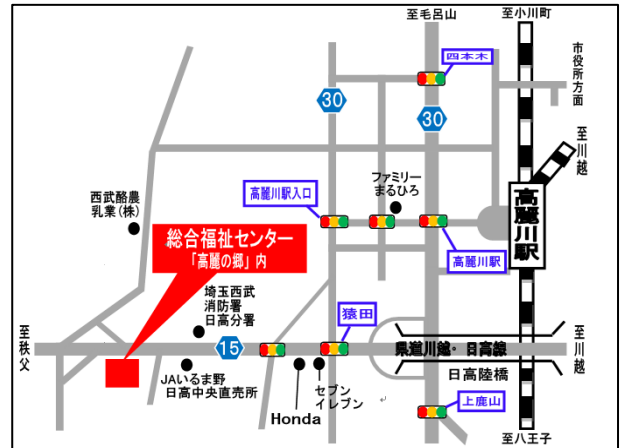 至毛呂山
至小川町
四本木
市役所方面
30
30
至川越
西武酪農
乳業(株)
ファミリー
まるひろ
高麗川駅入口
高麗川駅
高麗川駅
総合福祉センター
「高麗の郷」内
埼玉西武
消防署
日高分署
猿田
至秩父
15
県道川越・日高線
至川越
JAいるま野
日高中央直売所
セブン
イレブン
Honda
日高陸橋
上鹿山
至八王子